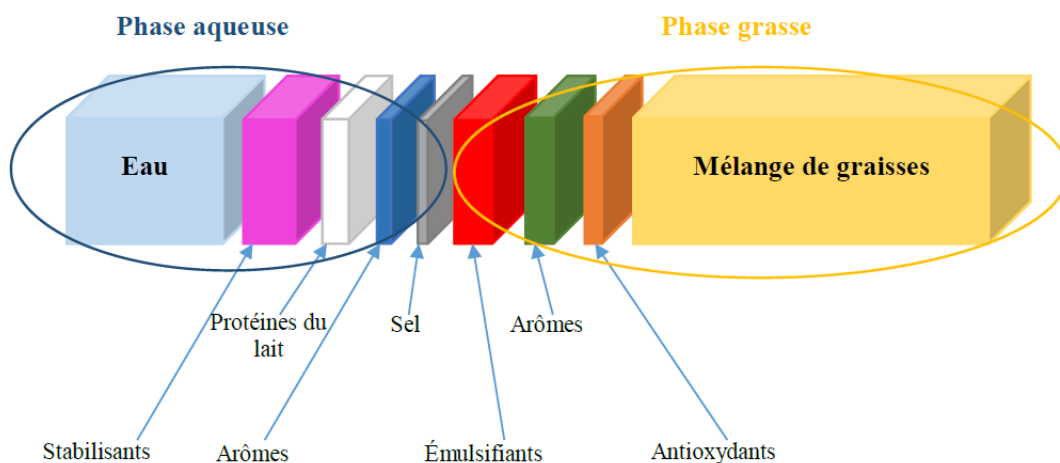 Phase aqueuse
Phase grasse
Eau
Mélange de graisses
Protéines du
lait
Sel
Arômes
Stabilisants
Arômes
Émulsifiants
Antioxydants